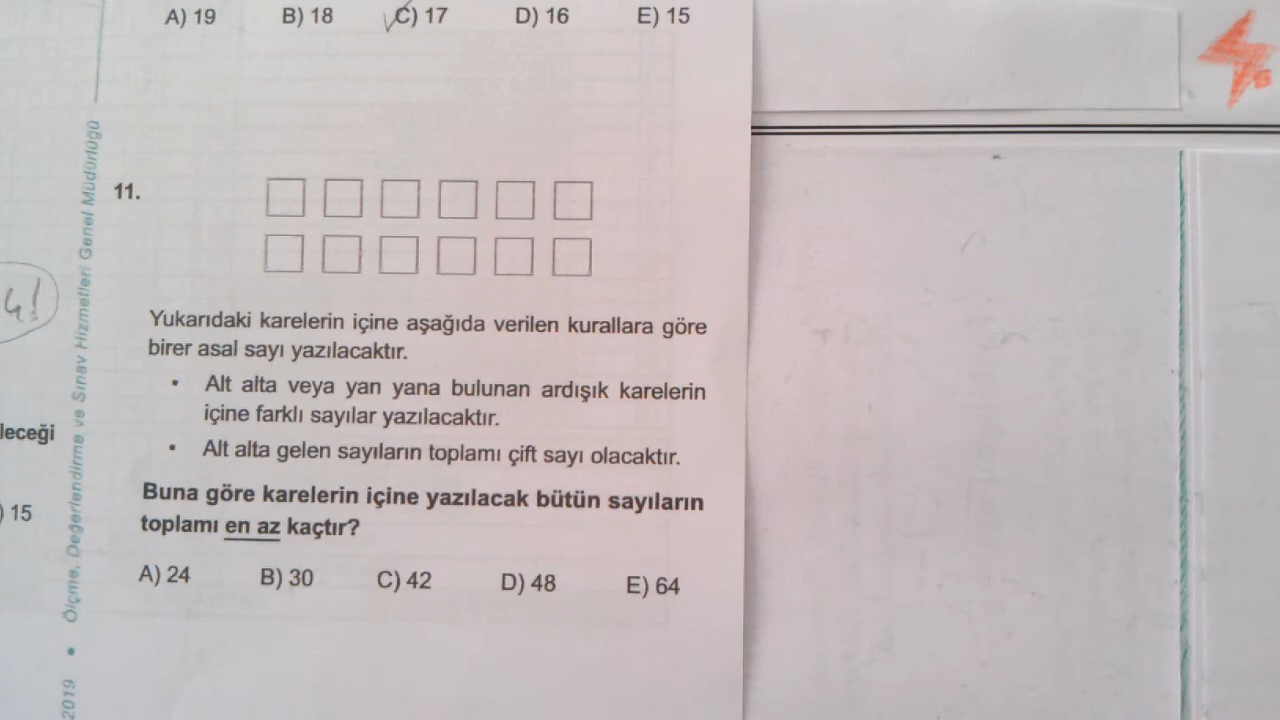 A) 19 B) 18 C) 17 D) 16 E) 15
11.
Yukarıdaki karelerin içine aşağıda verilen kurallara göre
birer asal sayı yazılacaktır.
• Alt alta veya yan yana bulunan ardışık karelerin
içine farklı sayılar yazılacaktır.
• Alt alta gelen sayıların toplamı çift sayı olacaktır.
Buna göre karelerin içine yazılacak bütün sayıların
toplamı en az kaçtır?
A) 24 B) 30 C) 42 D) 48 E) 64
4!
leceği
) 15
2019 • Ölçme, Değerlendirme ve Sınav Hizmetleri Genel Müdürlüğü
4.